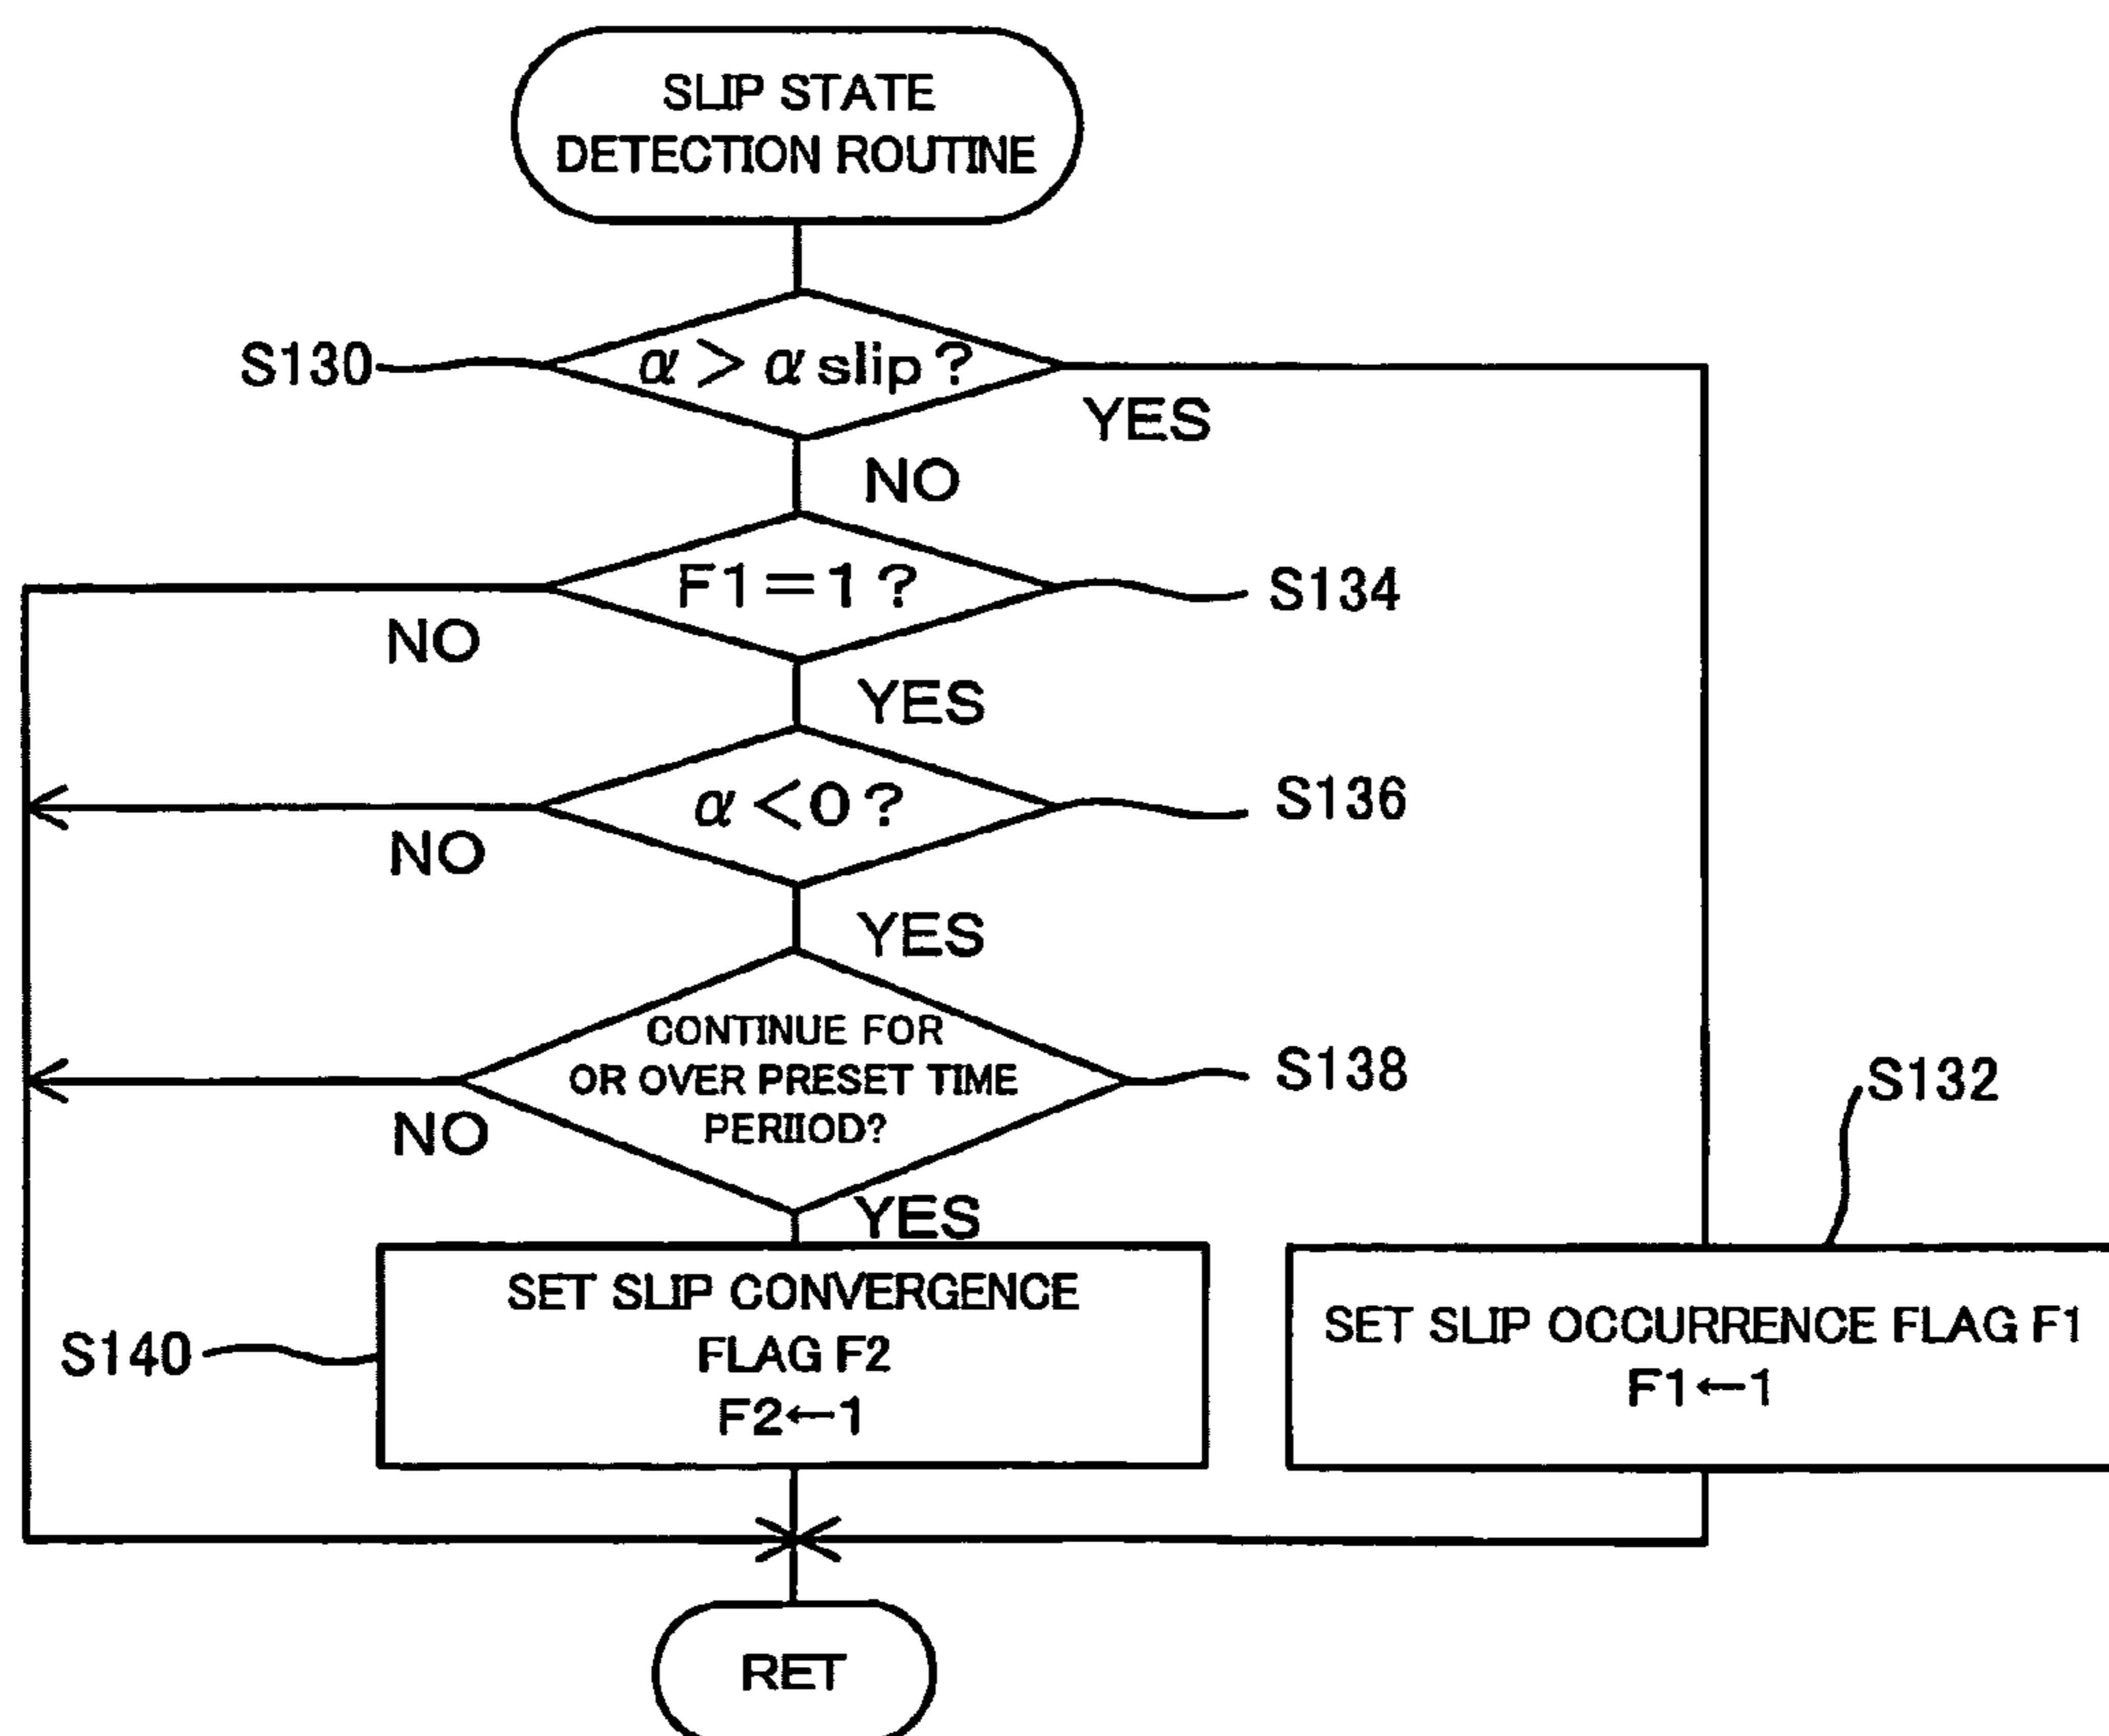 SLIP STATE
DETECTION ROUTINE
S130
α > α slip ?
YES
NO
F1 = 1 ?
S134
NO
YES
α < 0 ?
S136
NO
YES
CONTINUE FOR
OR OVER PRESET TIME
PERIIOD?
S138
NO
YES
S132
SET SLIP CONVERGENCE
FLAG F2
F2←1
S140
SET SLIP OCCURRENCE FLAG F1
F1←1
RET